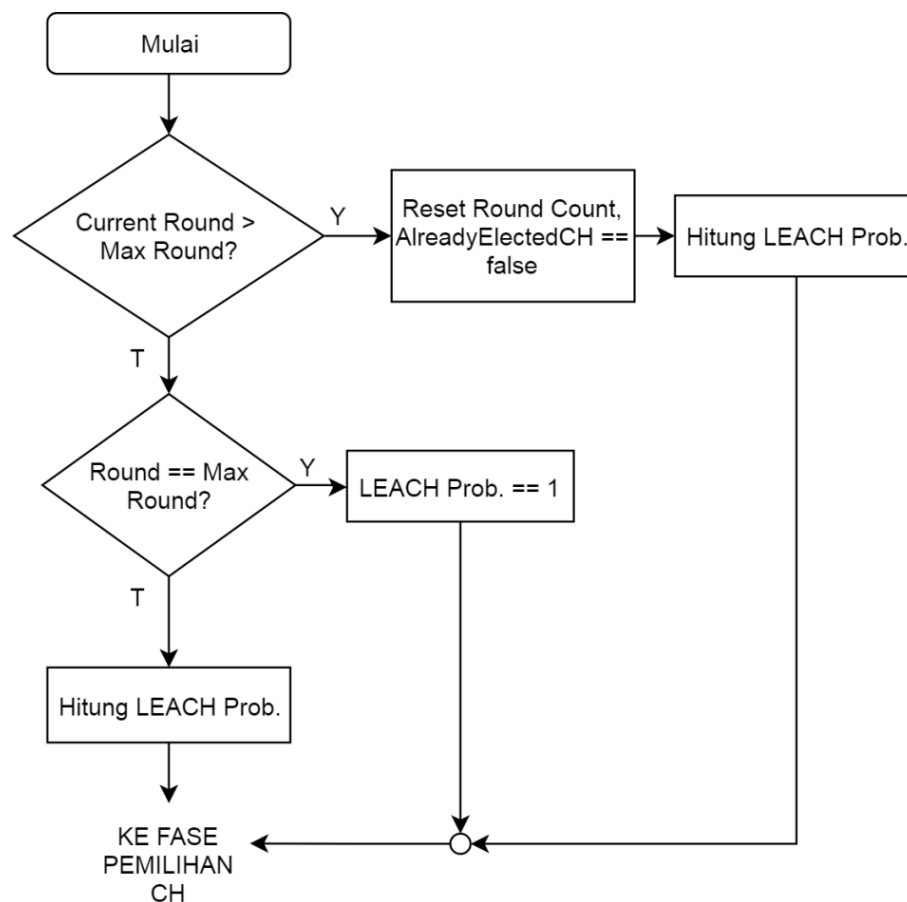 Mulai
Current Round >
Max Round?
Y
Reset Round Count,
AlreadyElectedCH ==
false
Hitung LEACH Prob.
T
Round == Max
Round?
Y
LEACH Prob. == 1
T
Hitung LEACH Prob.
KE FASE
PEMILIHAN
CH